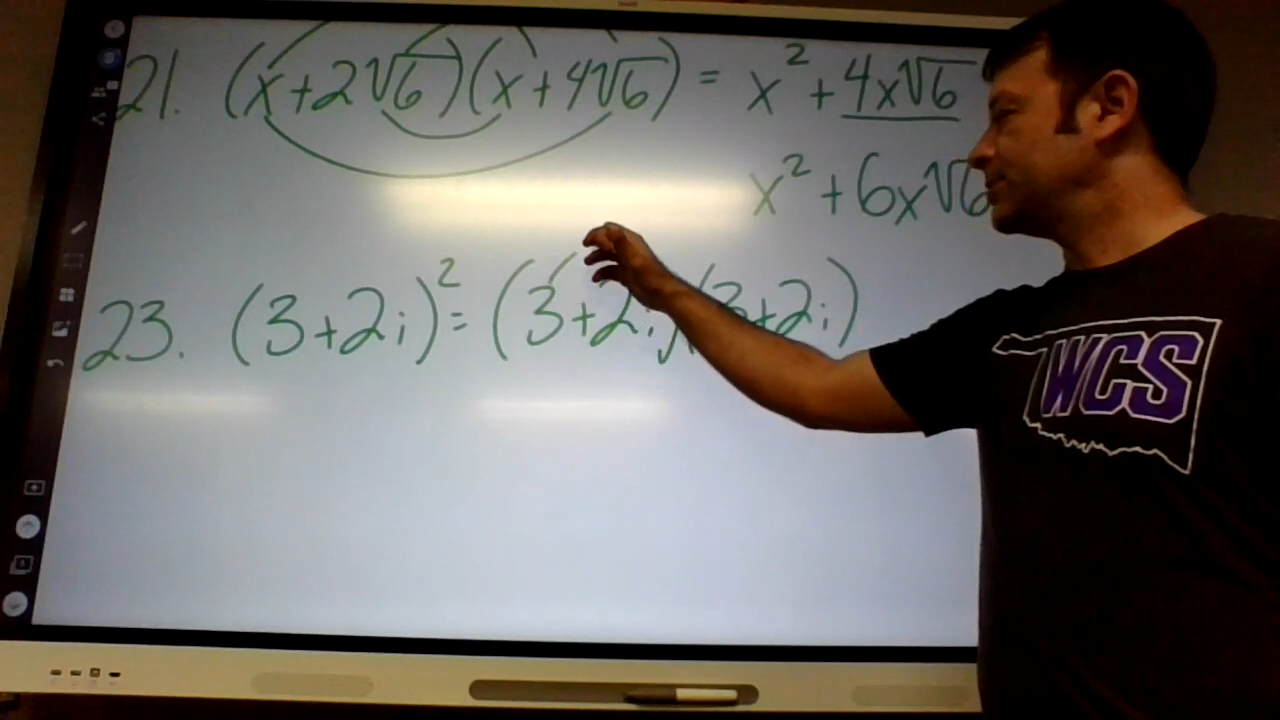 21. (x+2√6)(x+4√6) = x² + 4x√6
x² + 6x√6
23. (3+2i)² = (3+2i)(3+2i)
WCS